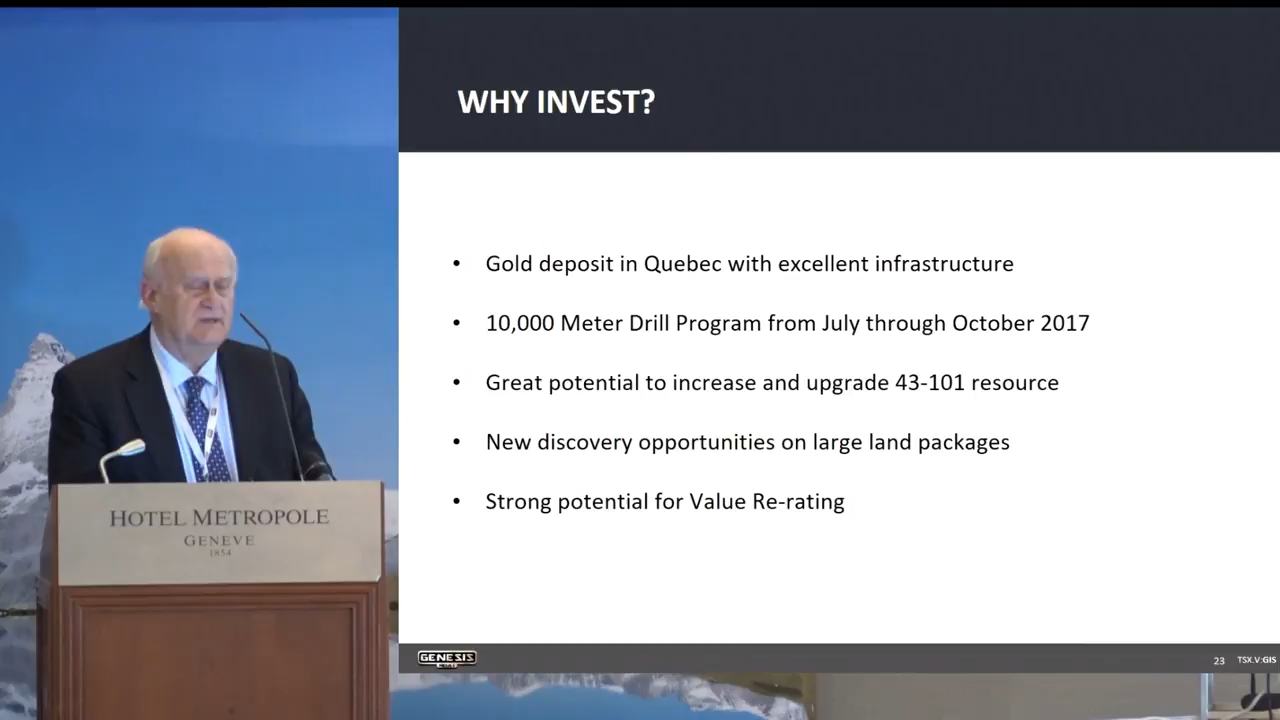 WHY INVEST?
• Gold deposit in Quebec with excellent infrastructure
• 10,000 Meter Drill Program from July through October 2017
• Great potential to increase and upgrade 43-101 resource
• New discovery opportunities on large land packages
• Strong potential for Value Re-rating
HOTEL METROPOLE
GENEVE
1854
GENESIS
23 TSX.V:GIS